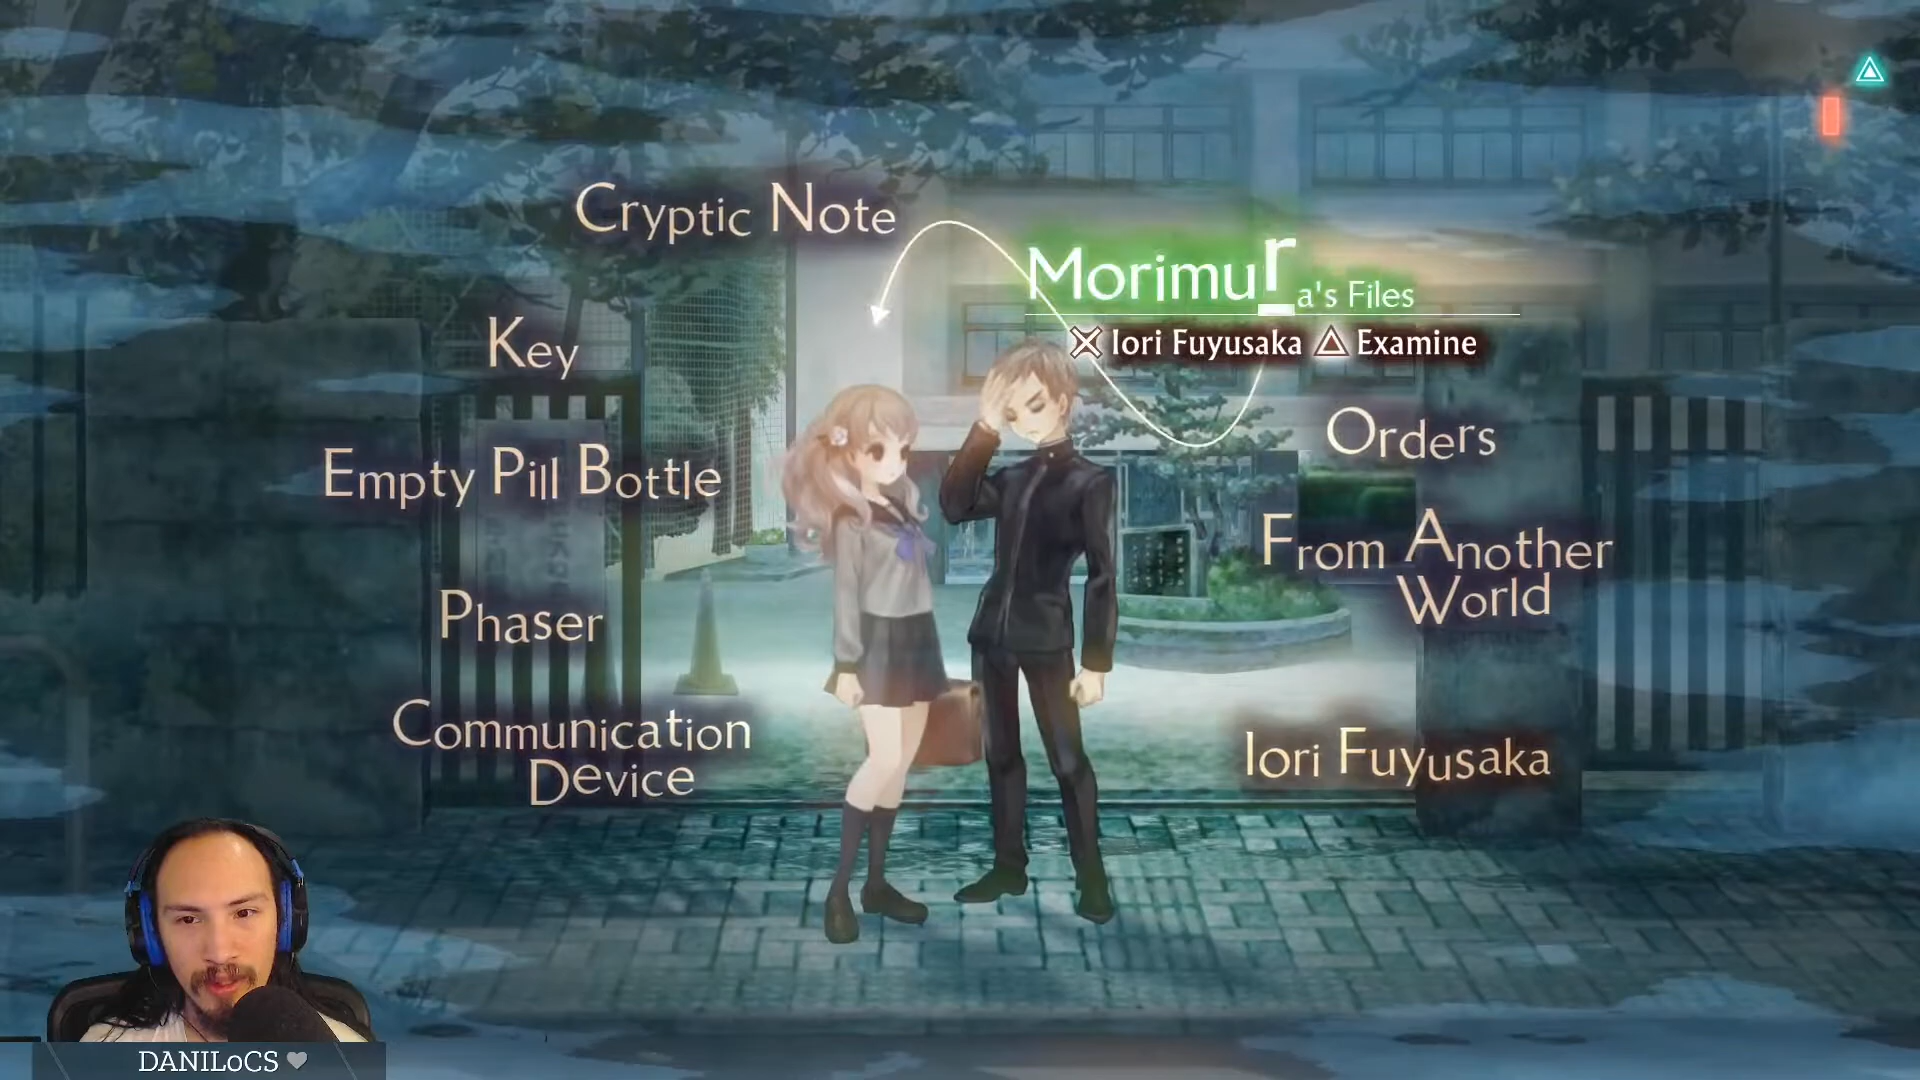 Cryptic Note
Morimura's Files
Iori Fuyusaka Examine
Key
Orders
Empty Pill Bottle
From Another
World
Phaser
Communication
Device
Iori Fuyusaka
DANILoCS